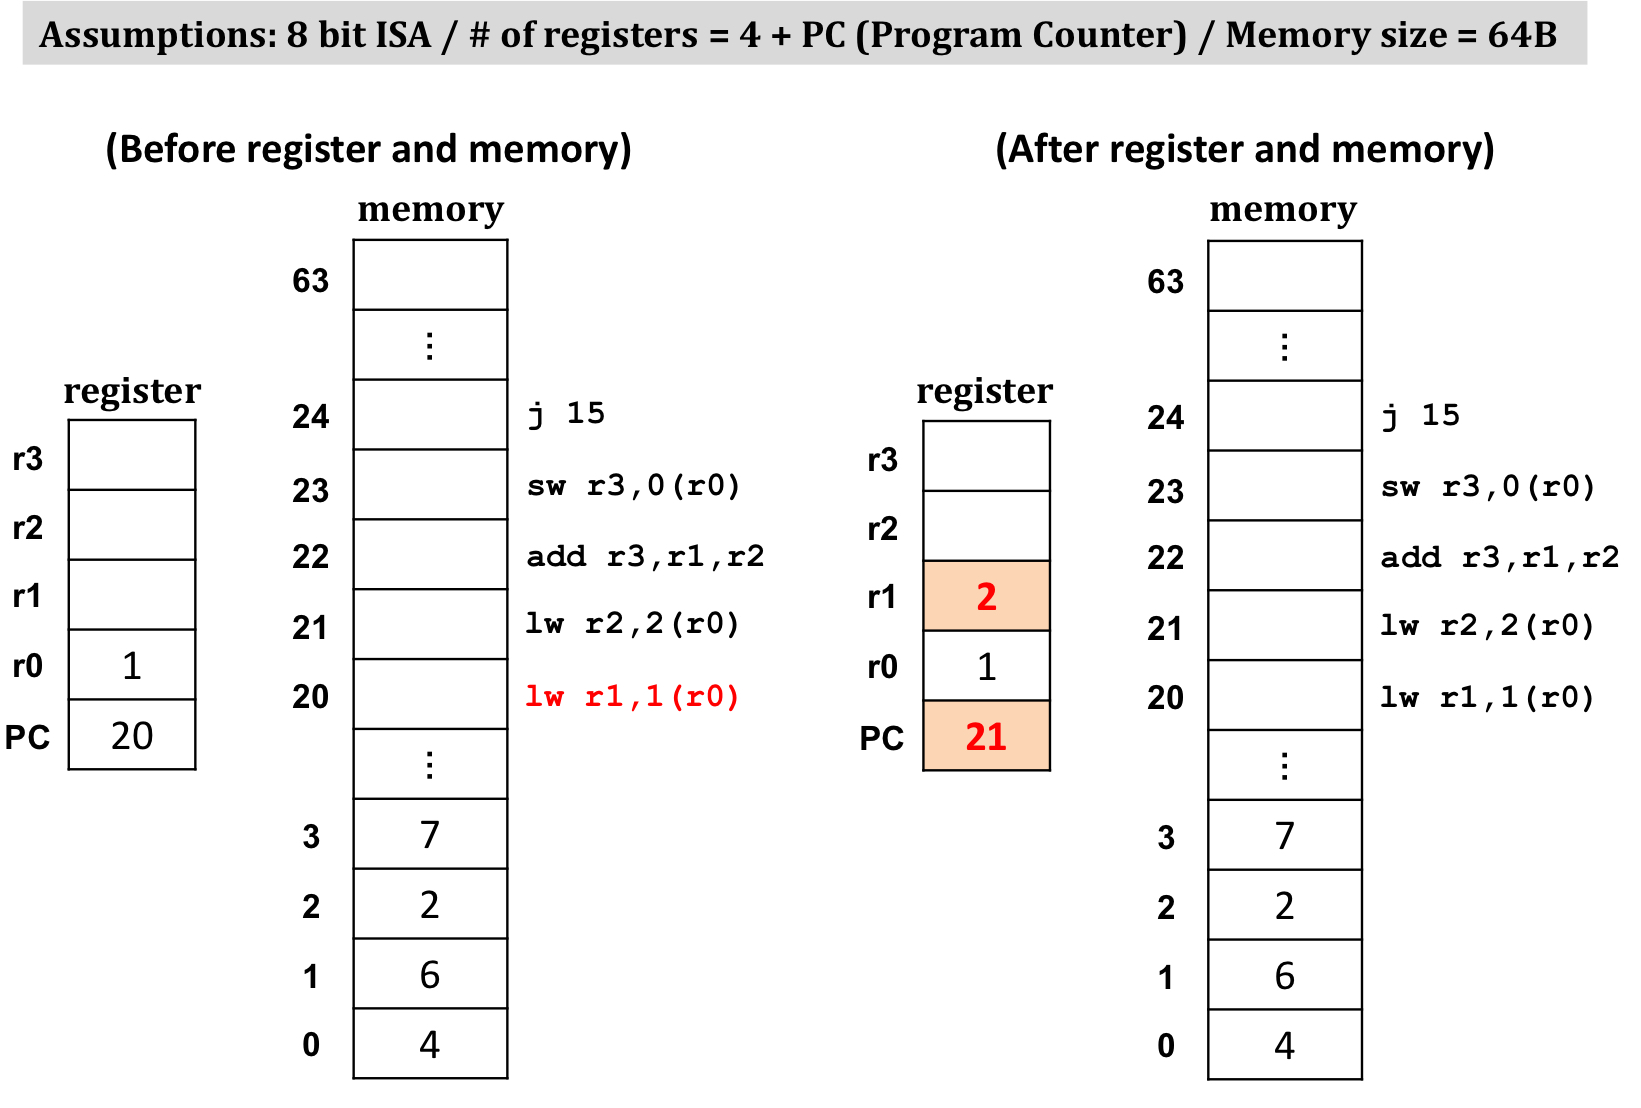 Assumptions: 8 bit ISA / # of registers = 4 + PC (Program Counter) / Memory size = 64B
(Before register and memory)
memory
63
⋮
register
24 j 15
r3
23 sw r3,0(r0)
r2
22 add r3,r1,r2
r1
21 lw r2,2(r0)
r0 1
20 lw r1,1(r0)
PC 20
⋮
3 7
2 2
1 6
0 4
(After register and memory)
memory
63
⋮
register
24 j 15
r3
23 sw r3,0(r0)
r2
22 add r3,r1,r2
r1 2
21 lw r2,2(r0)
r0 1
20 lw r1,1(r0)
PC 21
⋮
3 7
2 2
1 6
0 4